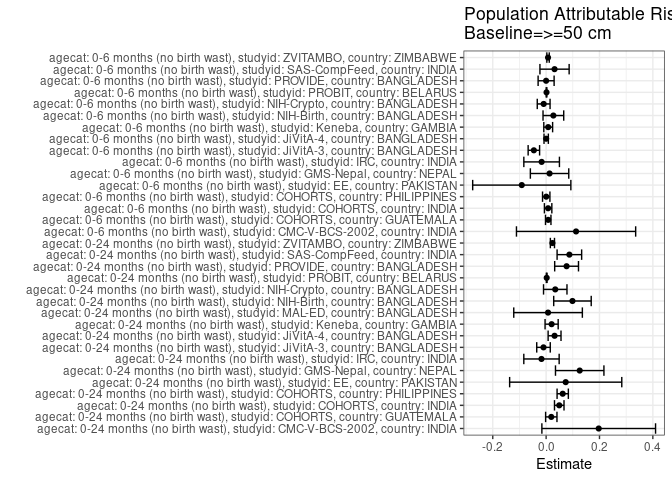 Population Attributable Ris
Baseline=>=50 cm
agecat: 0-6 months (no birth wast), studyid: ZVITAMBO, country: ZIMBABWE
agecat: 0-6 months (no birth wast), studyid: SAS-CompFeed, country: INDIA
agecat: 0-6 months (no birth wast), studyid: PROVIDE, country: BANGLADESH
agecat: 0-6 months (no birth wast), studyid: PROBIT, country: BELARUS
agecat: 0-6 months (no birth wast), studyid: NIH-Crypto, country: BANGLADESH
agecat: 0-6 months (no birth wast), studyid: NIH-Birth, country: BANGLADESH
agecat: 0-6 months (no birth wast), studyid: Keneba, country: GAMBIA
agecat: 0-6 months (no birth wast), studyid: JiVitA-4, country: BANGLADESH
agecat: 0-6 months (no birth wast), studyid: JiVitA-3, country: BANGLADESH
agecat: 0-6 months (no birth wast), studyid: IRC, country: INDIA
agecat: 0-6 months (no birth wast), studyid: GMS-Nepal, country: NEPAL
agecat: 0-6 months (no birth wast), studyid: EE, country: PAKISTAN
agecat: 0-6 months (no birth wast), studyid: COHORTS, country: PHILIPPINES
agecat: 0-6 months (no birth wast), studyid: COHORTS, country: INDIA
agecat: 0-6 months (no birth wast), studyid: COHORTS, country: GUATEMALA
agecat: 0-6 months (no birth wast), studyid: CMC-V-BCS-2002, country: INDIA
agecat: 0-24 months (no birth wast), studyid: ZVITAMBO, country: ZIMBABWE
agecat: 0-24 months (no birth wast), studyid: SAS-CompFeed, country: INDIA
agecat: 0-24 months (no birth wast), studyid: PROVIDE, country: BANGLADESH
agecat: 0-24 months (no birth wast), studyid: PROBIT, country: BELARUS
agecat: 0-24 months (no birth wast), studyid: NIH-Crypto, country: BANGLADESH
agecat: 0-24 months (no birth wast), studyid: NIH-Birth, country: BANGLADESH
agecat: 0-24 months (no birth wast), studyid: MAL-ED, country: BANGLADESH
agecat: 0-24 months (no birth wast), studyid: Keneba, country: GAMBIA
agecat: 0-24 months (no birth wast), studyid: JiVitA-4, country: BANGLADESH
agecat: 0-24 months (no birth wast), studyid: JiVitA-3, country: BANGLADESH
agecat: 0-24 months (no birth wast), studyid: IRC, country: INDIA
agecat: 0-24 months (no birth wast), studyid: GMS-Nepal, country: NEPAL
agecat: 0-24 months (no birth wast), studyid: EE, country: PAKISTAN
agecat: 0-24 months (no birth wast), studyid: COHORTS, country: PHILIPPINES
agecat: 0-24 months (no birth wast), studyid: COHORTS, country: INDIA
agecat: 0-24 months (no birth wast), studyid: COHORTS, country: GUATEMALA
agecat: 0-24 months (no birth wast), studyid: CMC-V-BCS-2002, country: INDIA
-0.2 0.0 0.2 0.4
Estimate